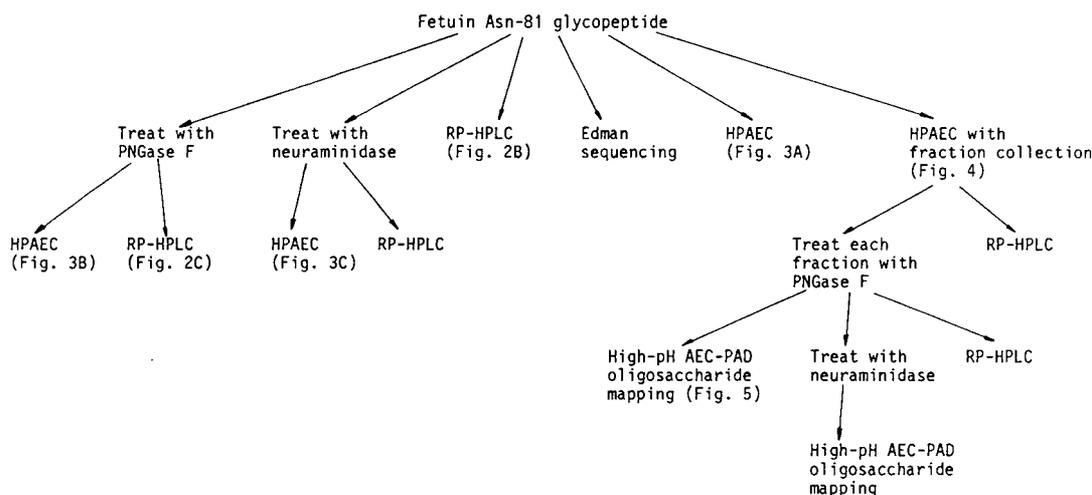 Fetuin Asn-81 glycopeptide
Treat with
PNGase F
Treat with
neuraminidase
RP-HPLC
(Fig. 2B)
Edman
sequencing
HPAEC
(Fig. 3A)
HPAEC with
fraction collection
(Fig. 4)
HPAEC
(Fig. 3B)
RP-HPLC
(Fig. 2C)
HPAEC
(Fig. 3C)
RP-HPLC
Treat each
fraction with
PNGase F
RP-HPLC
High-pH AEC-PAD
oligosaccharide
mapping (Fig. 5)
Treat with
neuraminidase
RP-HPLC
High-pH AEC-PAD
oligosaccharide
mapping